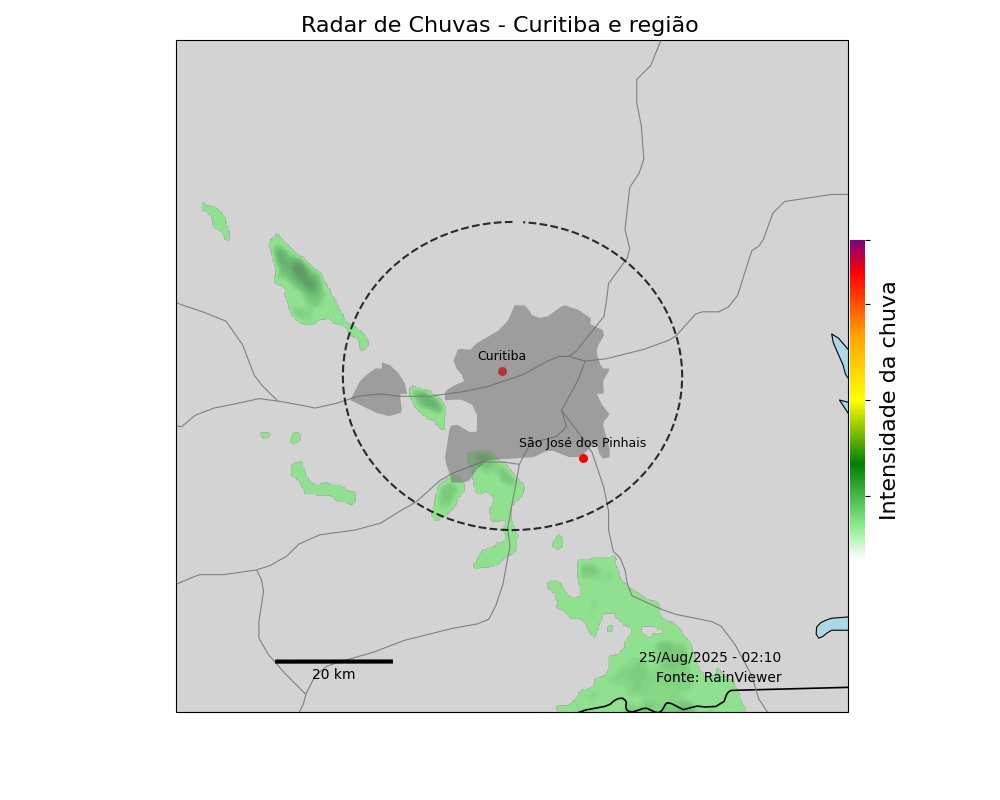 Radar de Chuvas - Curitiba e região
Curitiba
São José dos Pinhais
Intensidade da chuva
25/Aug/2025 - 02:10
Fonte: RainViewer
20 km